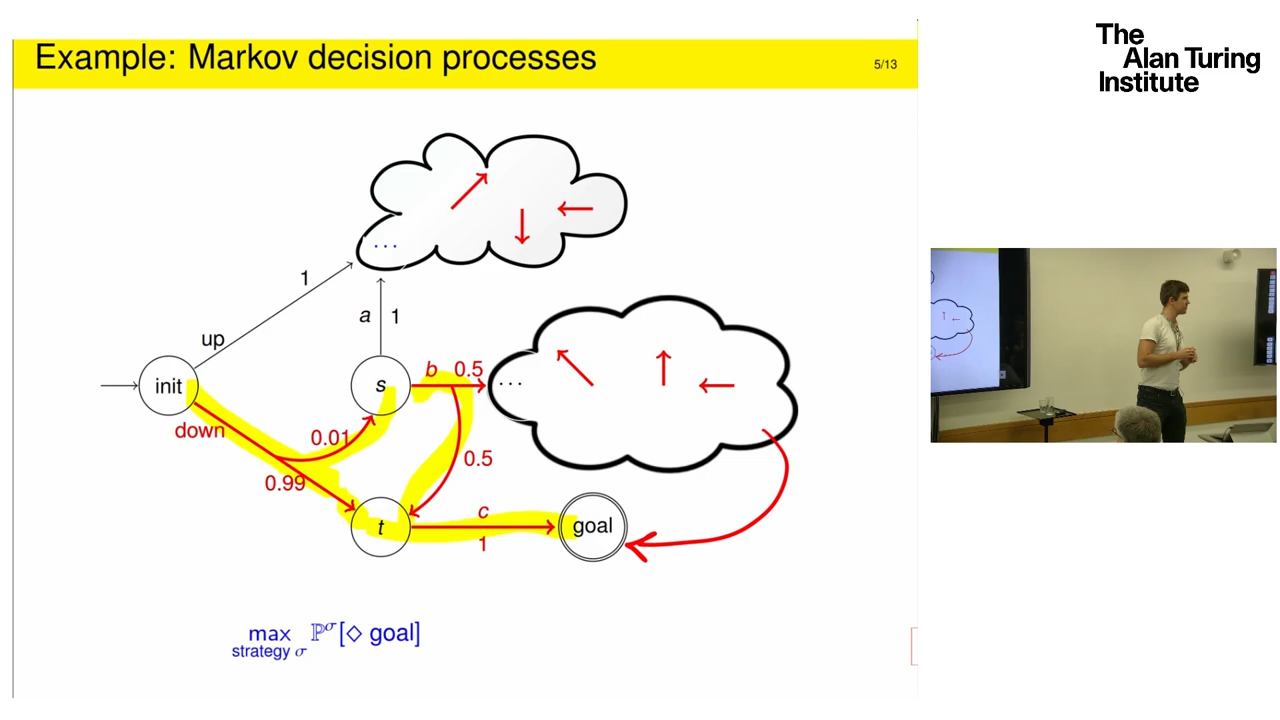 Example: Markov decision processes
5/13
The
Alan Turing
Institute
...
1
up
a
1
init
s
b
0.5
...
down
0.01
0.99
0.5
t
c
1
goal
max
strategy σ
ℙσ[◇ goal]